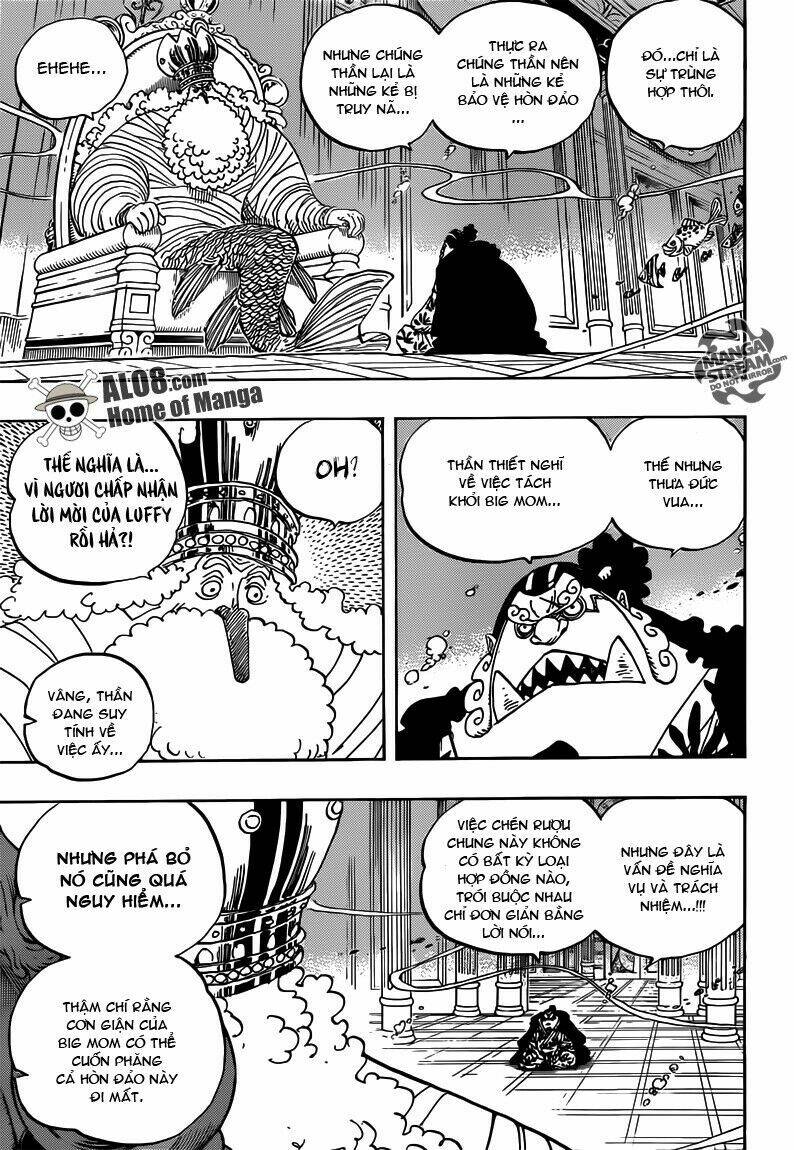 ĐÓ...CHỈ LÀ
SỰ TRÙNG
HỢP THÔI.
THỰC RA
CHÚNG THẦN NÊN
LÀ NHỮNG KẺ
BẢO VỆ HÒN ĐẢO
...
NHƯNG CHÚNG
THẦN LẠI LÀ
NHỮNG KẺ BỊ
TRUY NÃ...
EHEHE...
MANGA
STREAM.com
DO NOT MIRROR!
AL08.com
Home of Manga
THẾ NHƯNG
THƯA ĐỨC
VUA...
THẦN THIẾT NGHĨ
VỀ VIỆC TÁCH
KHỎI BIG MOM...
OH?
THẾ NGHĨA LÀ...
VÌ NGƯƠI CHẤP NHẬN
LỜI MỜI CỦA LUFFY
RỒI HẢ?!
VÂNG, THẦN
ĐANG SUY
TÍNH VỀ
VIỆC ẤY...
NHƯNG ĐÂY LÀ
VẤN ĐỀ NGHĨA
VỤ VÀ TRÁCH
NHIỆM...!!!
VIỆC CHÉN RƯỢU
CHUNG NÀY KHÔNG
CÓ BẤT KỲ LOẠI
HỢP ĐỒNG NÀO,
TRÓI BUỘC NHAU
CHỈ ĐƠN GIẢN BẰNG
LỜI NÓI...
NHƯNG PHÁ BỎ
NÓ CŨNG QUÁ
NGUY HIỂM...
THẬM CHÍ RẰNG
CƠN GIẬN CỦA
BIG MOM CÓ THỂ
CUỐN PHĂNG
CẢ HÒN ĐẢO NÀY
ĐI MẤT.